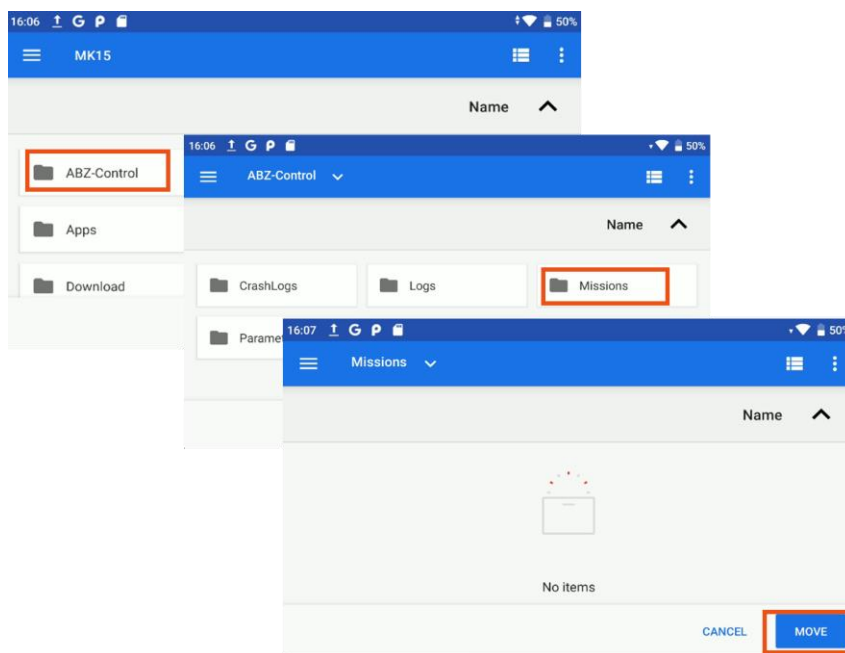 16:06 G P 50%
MK15
Name
ABZ-Control
Apps
Download
16:06 G P 50%
ABZ-Control
Name
CrashLogs Logs Missions
Parame
16:07 G P 50%
Missions
Name
No items
CANCEL MOVE